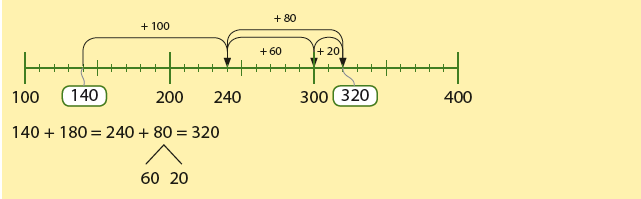 + 80
+ 100
+ 60 + 20
100 140 200 240 300 320 400
140 + 180 = 240 + 80 = 320
60 20